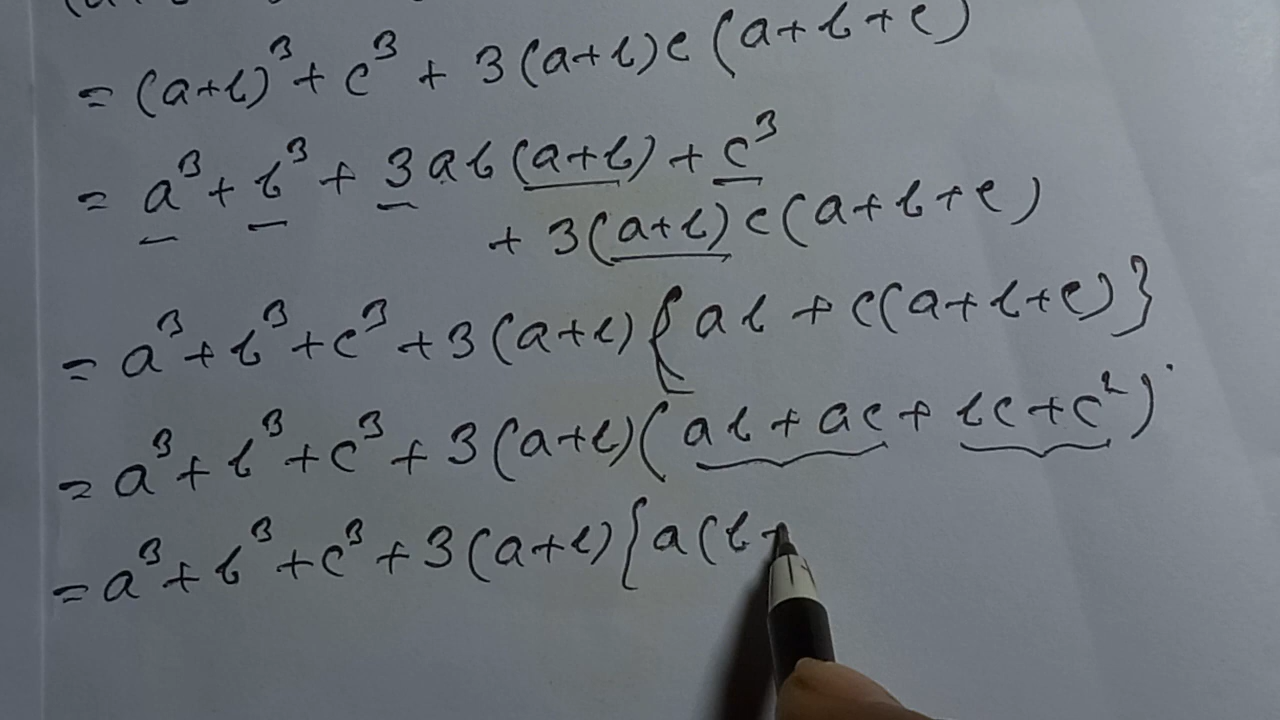 = (a+b)³ + c³ + 3(a+b)c(a+b+c)
= a³ + b³ + 3ab(a+b) + c³
+ 3(a+b)c(a+b+c)
= a³ + b³ + c³ + 3(a+b){ab + c(a+b+c)}
= a³ + b³ + c³ + 3(a+b)(ab + ac + bc + c²)
= a³ + b³ + c³ + 3(a+b){a(b+